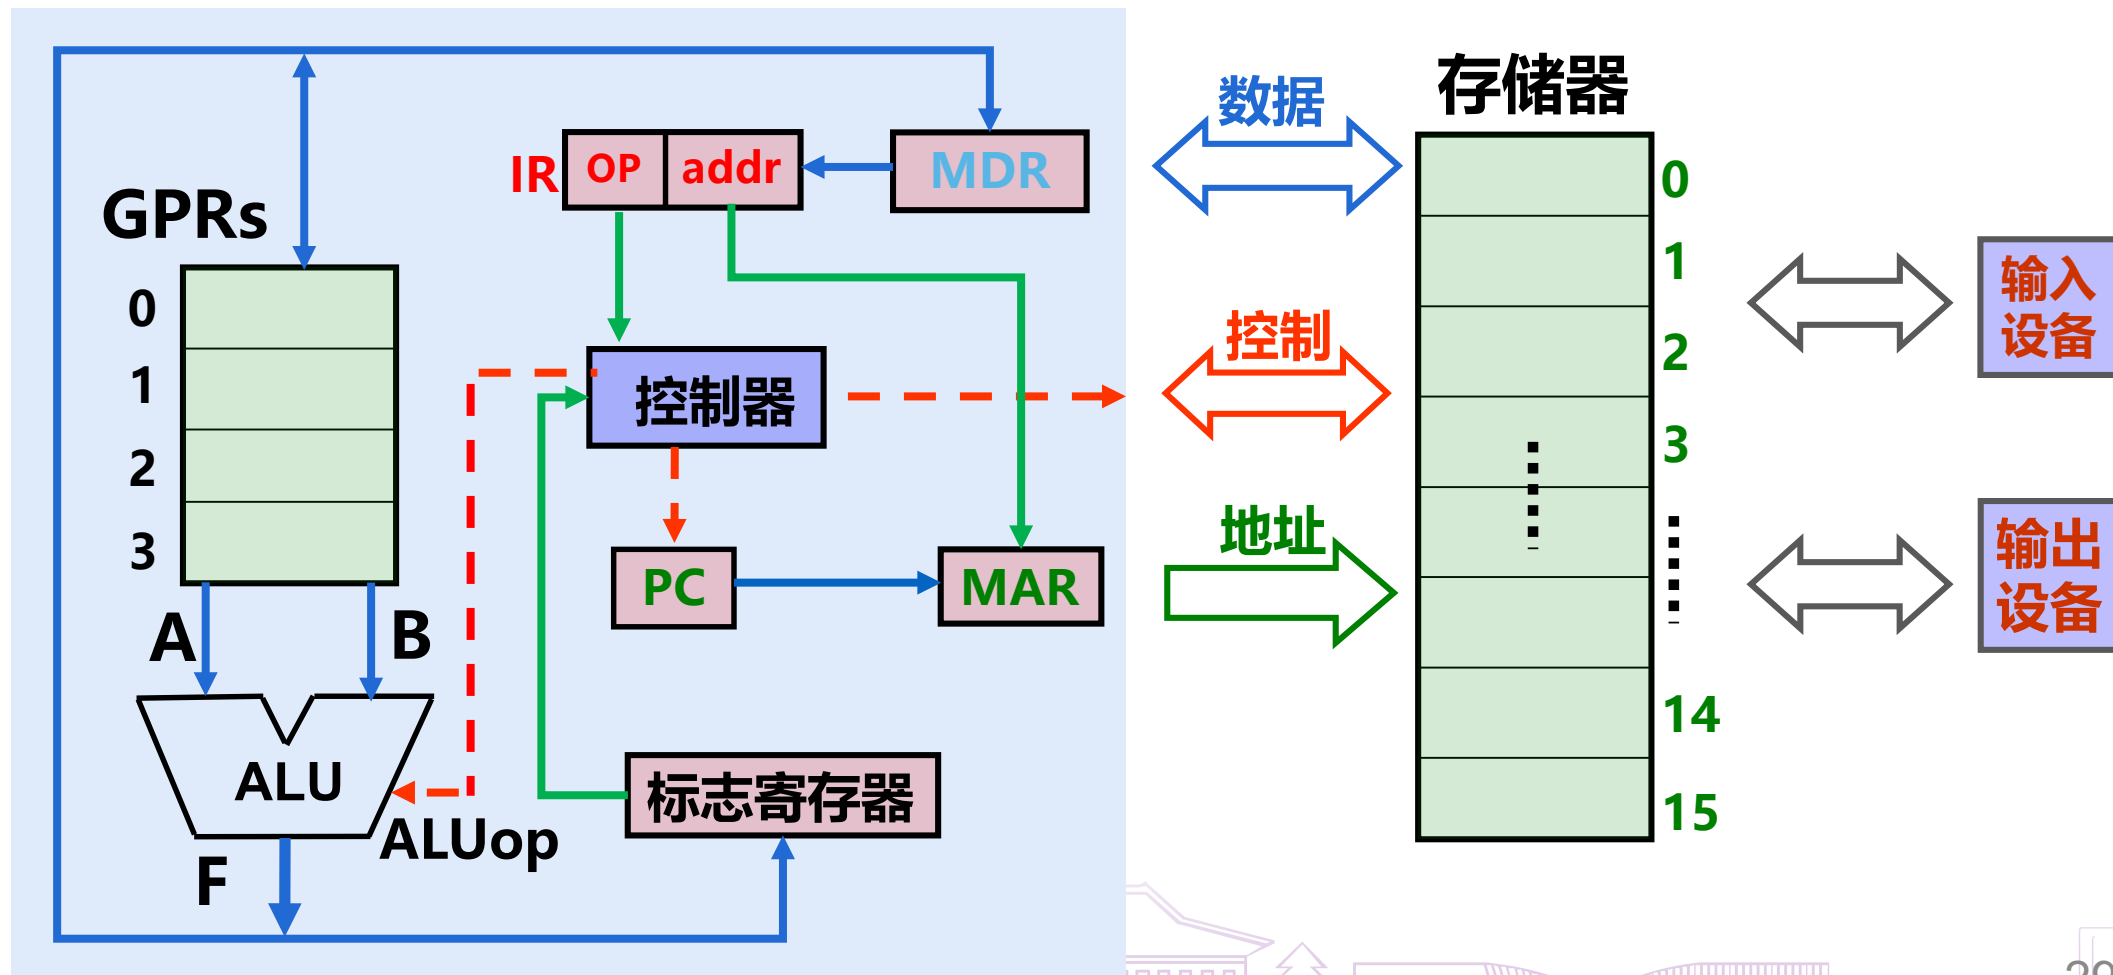 存储器
数据
IR
OP
addr
MDR
0
GPRs
1
输入
设备
0
控制
2
1
控制器
3
2
地址
输出
设备
3
PC
MAR
A
B
14
ALU
标志寄存器
15
ALUop
F